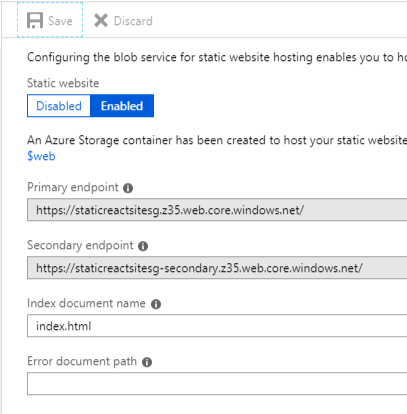 Save Discard
Configuring the blob service for static website hosting enables you to
Static website
Disabled Enabled
An Azure Storage container has been created to host your static website
$web
Primary endpoint
https://staticreactsitesg.z35.web.core.windows.net/
Secondary endpoint
https://staticreactsitesg-secondary.z35.web.core.windows.net/
Index document name
index.html
Error document path